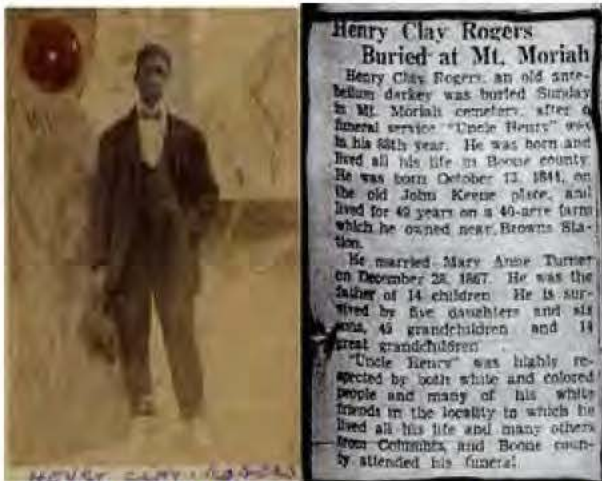 HENRY CLAY ROGERS
Henry Clay Rogers
Buried at Mt. Moriah
Henry Clay Rogers, an old ante-
bellum darkey was buried Sunday
in Mt. Moriah cemetery, after a
funeral service "Uncle Henry" was
in his 88th year. He was born and
lived all his life in Boone county.
He was born October 13, 1844, on
the old John Keene place, and
lived for 49 years on a 40-acre farm
which he owned near Browns Sta-
tion.
He married Mary Anne Turner
on December 28, 1867. He was the
father of 14 children. He is sur-
vived by five daughters and six
sons, 45 grandchildren and 14
great grandchildren
"Uncle Henry" was highly re-
spected by both white and colored
people and many of his white
friends in the locality in which he
lived all his life and many others
from Columbia, and Boone coun-
ty attended his funeral.